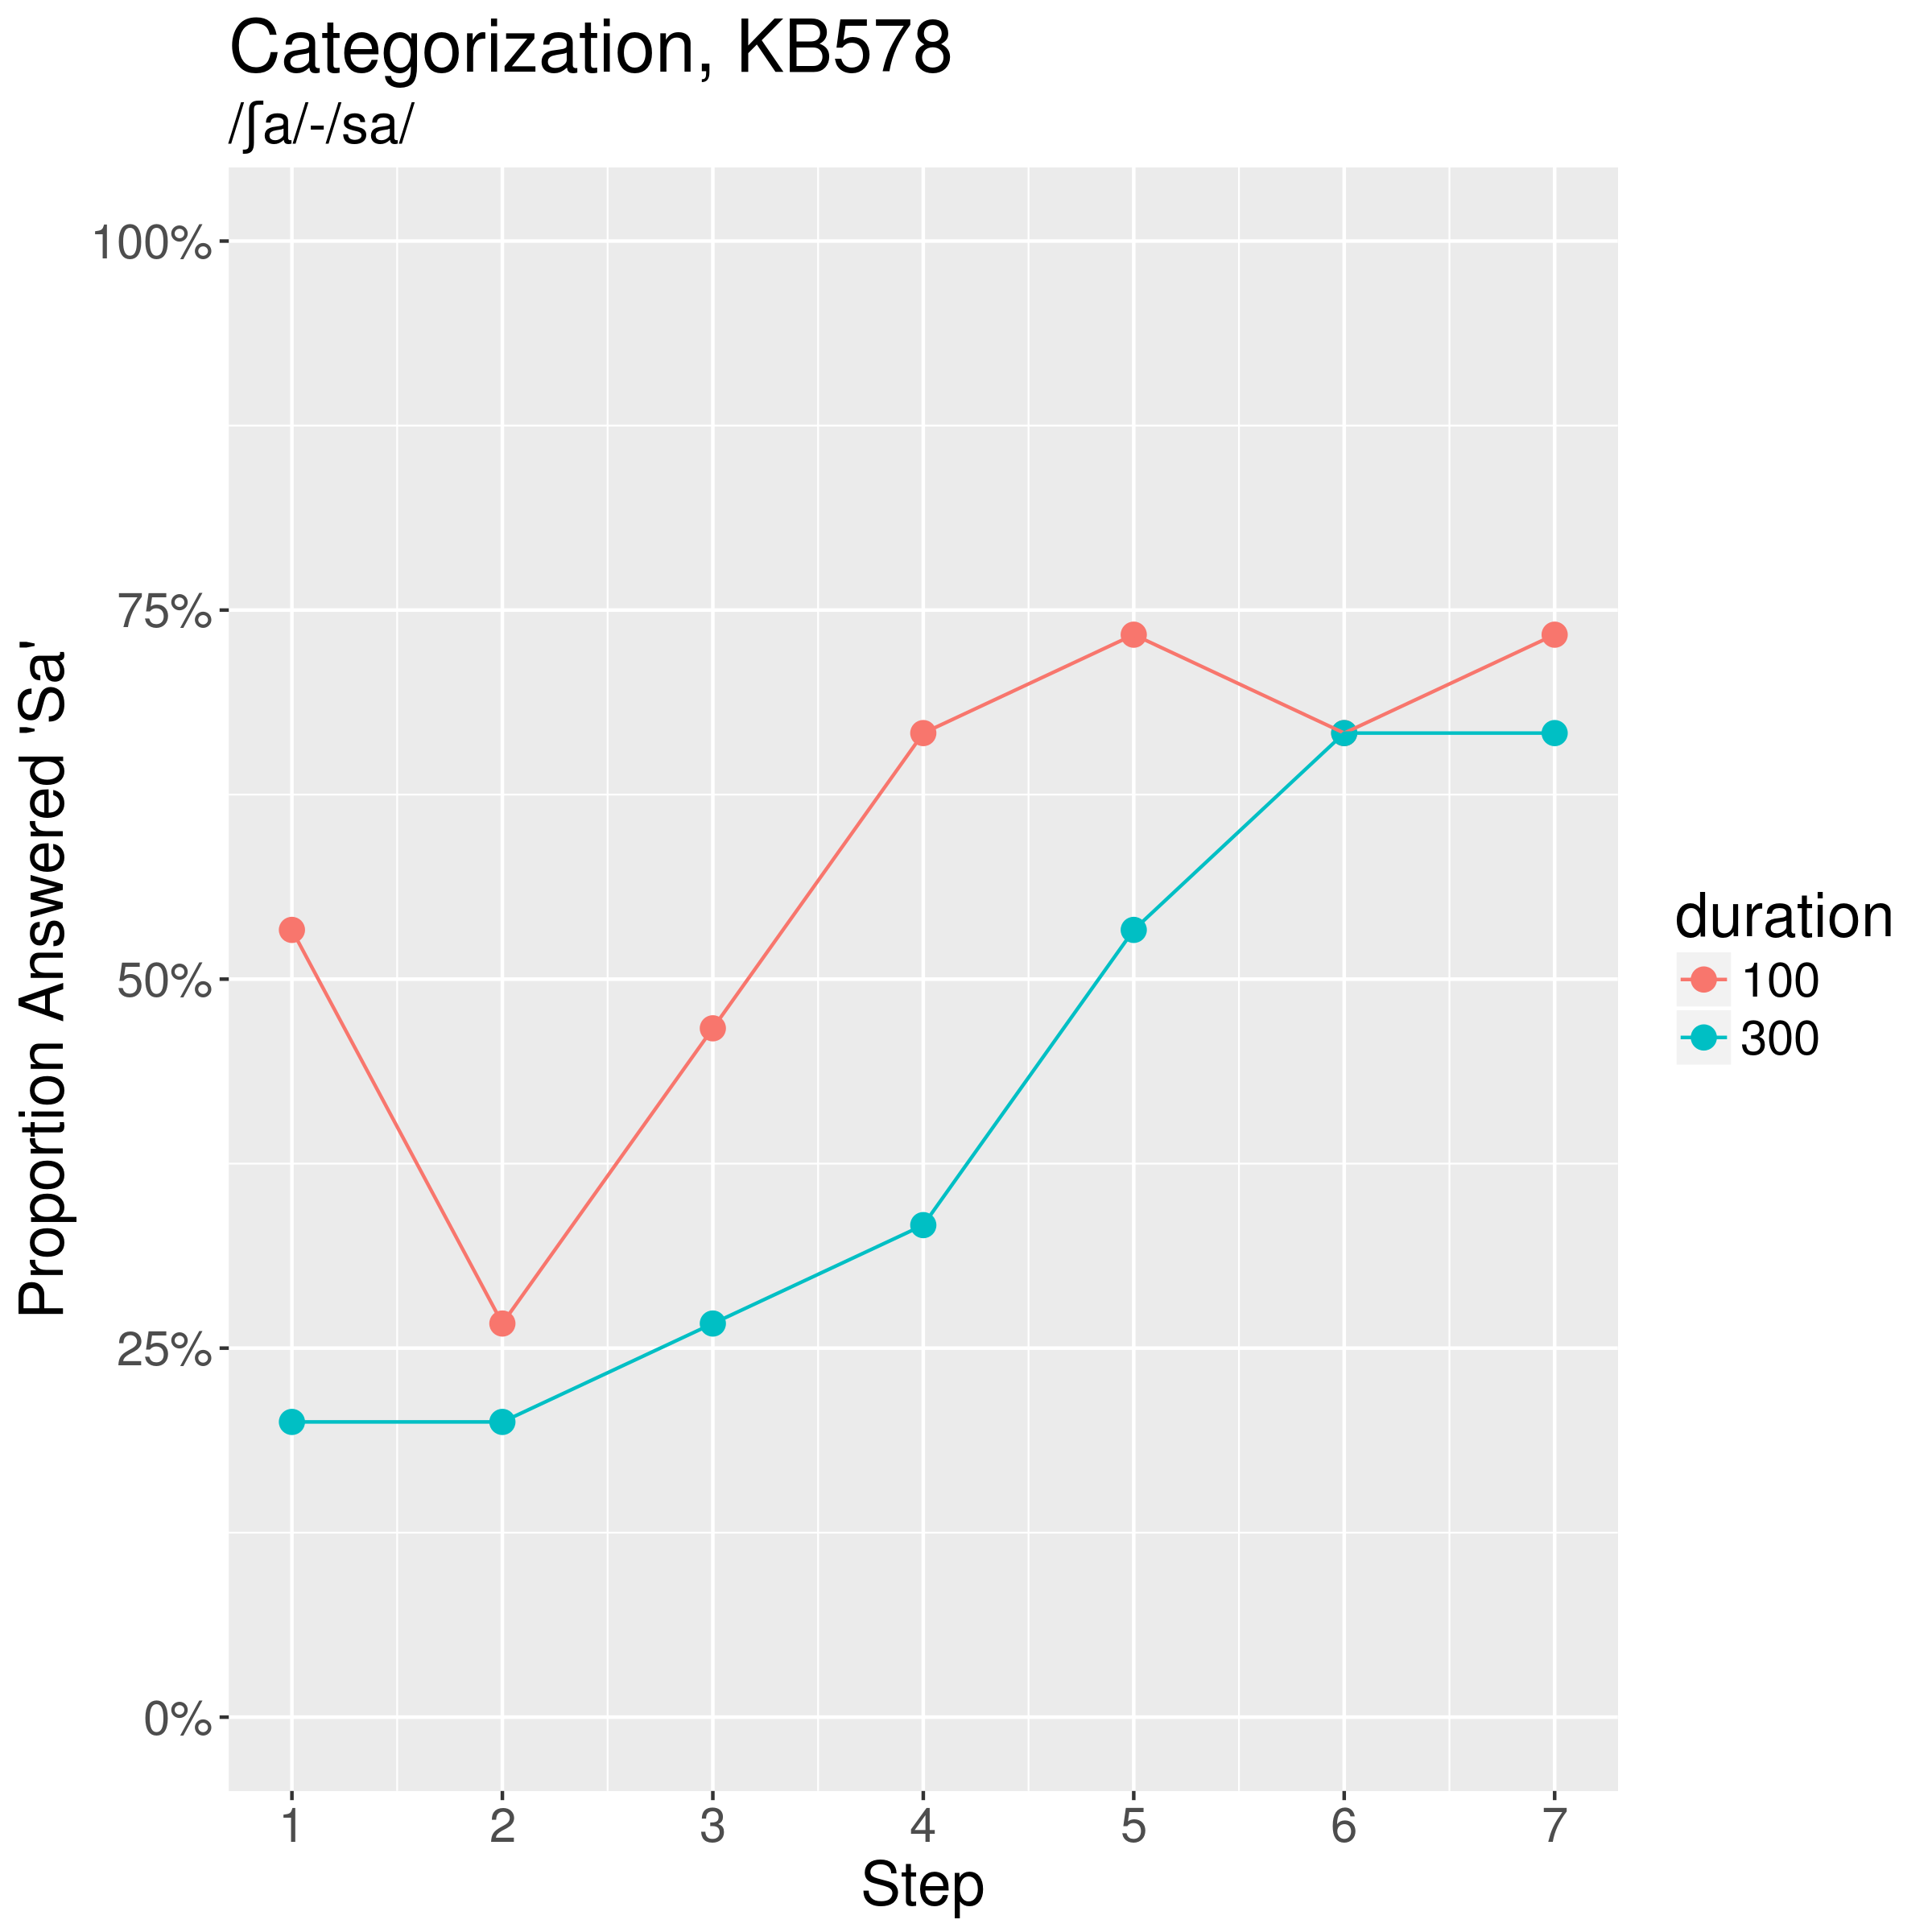 Categorization, KB578
/ʃa/-/sa/
Proportion Answered 'Sa'
100%
75%
50%
25%
0%
1 2 3 4 5 6 7
Step
duration
100
300